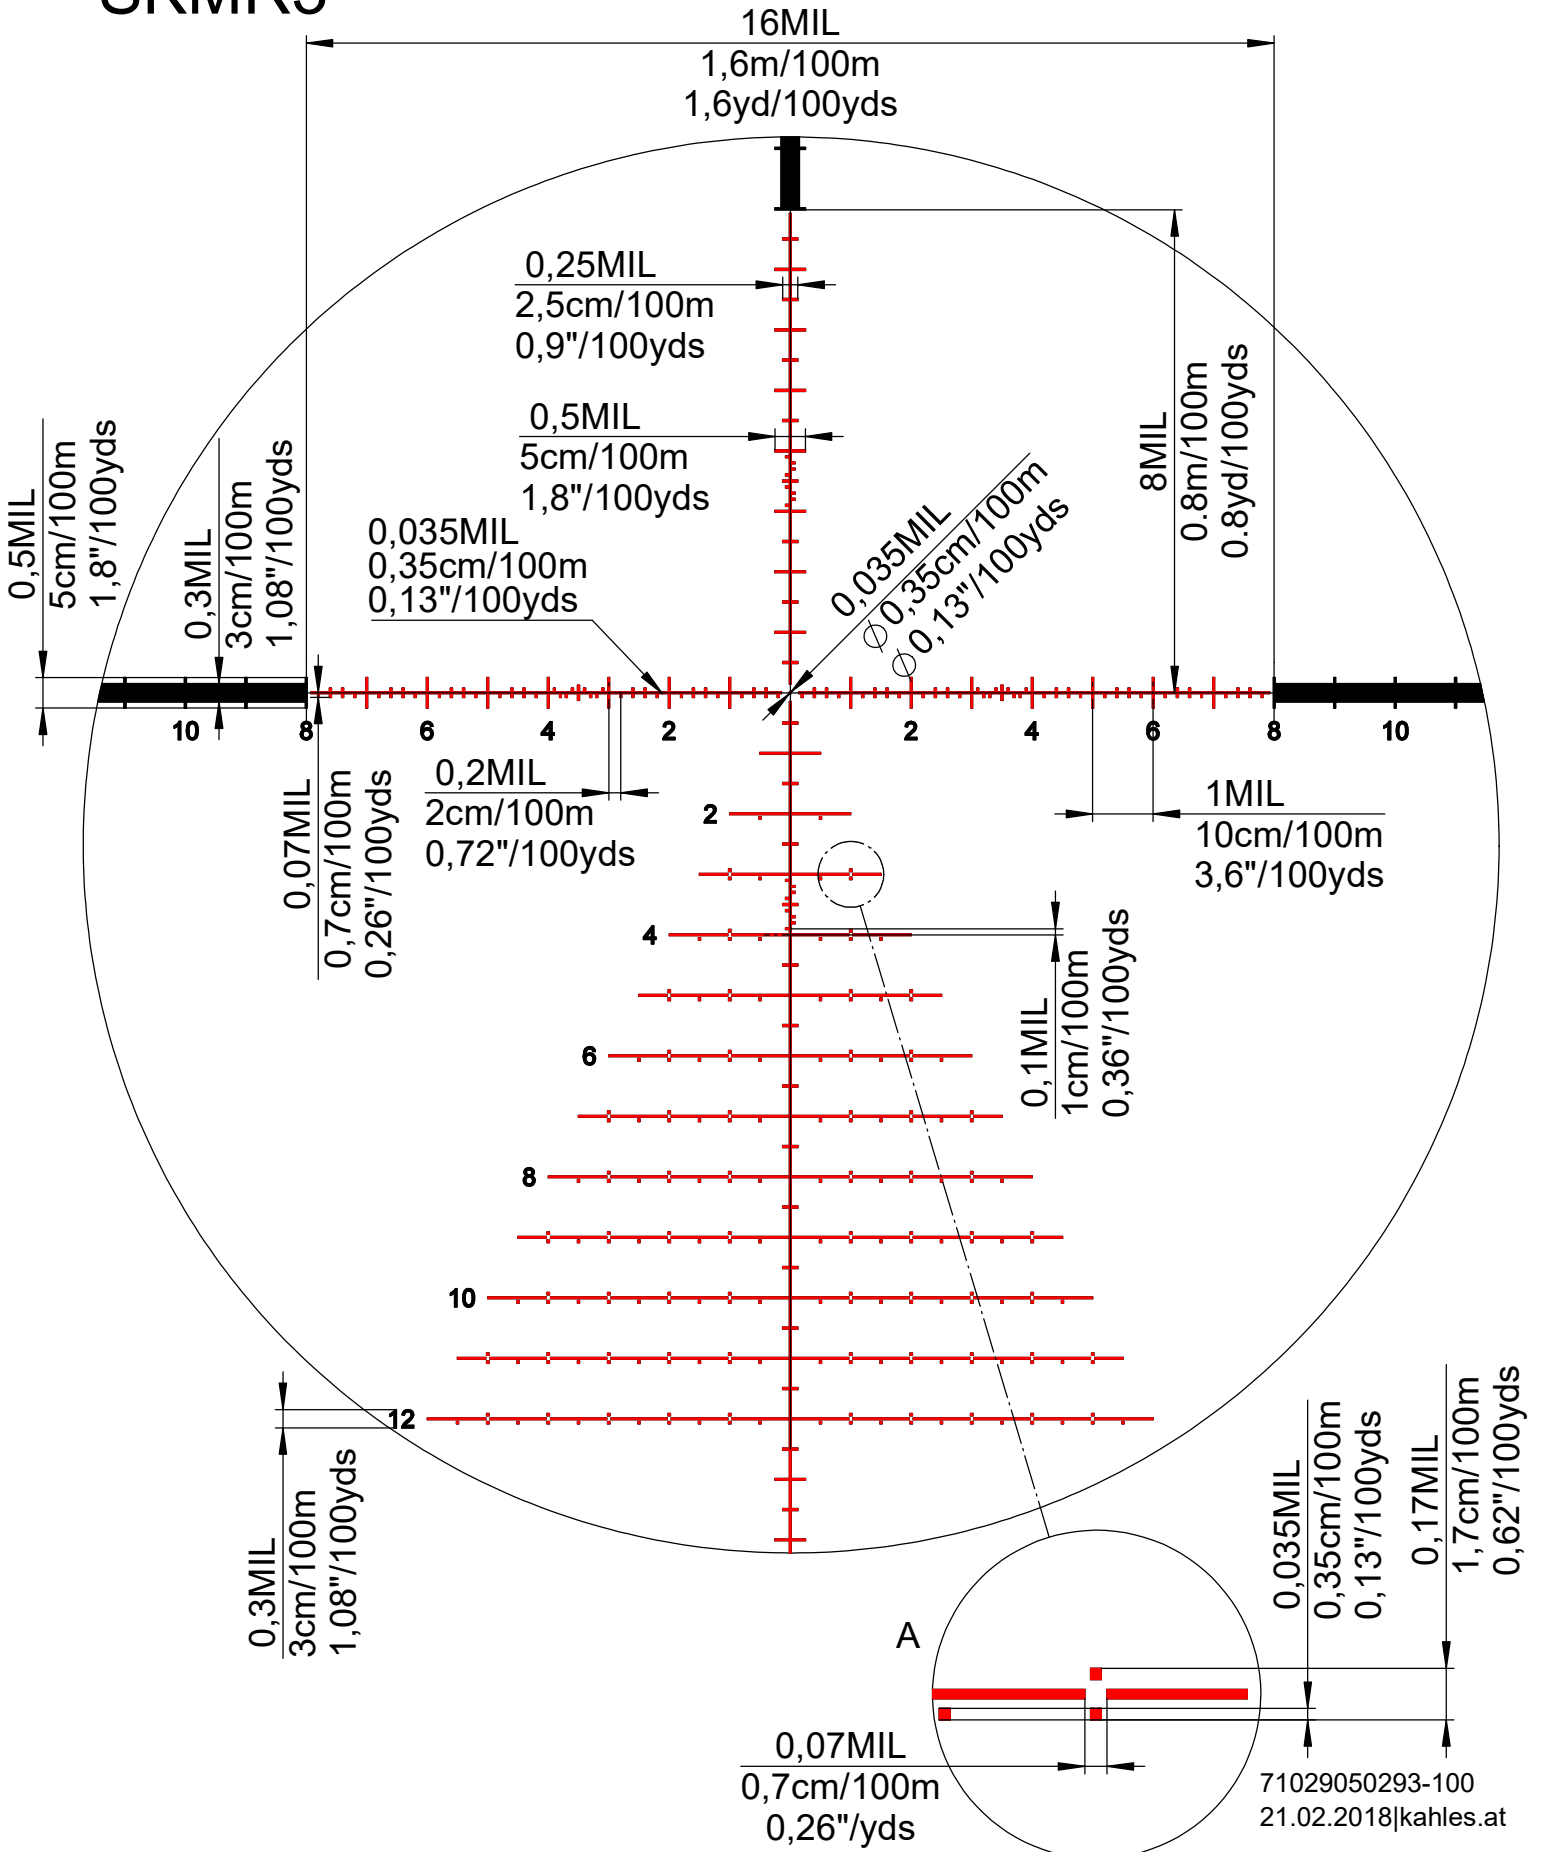 SKMR3
16MIL
1,6m/100m
1,6yd/100yds
0,25MIL
2,5cm/100m
0,9"/100yds
0,5MIL
5cm/100m
1,8"/100yds
8MIL
0.8m/100m
0.8yd/100yds
0,5MIL
5cm/100m
1,8"/100yds
0,3MIL
3cm/100m
1,08"/100yds
0,035MIL
0,35cm/100m
0,13"/100yds
0,035MIL
⌀0,35cm/100m
⌀0,13"/100yds
10 8 6 4 2 2 4 6 8 10
0,07MIL
0,7cm/100m
0,26"/100yds
0,2MIL
2cm/100m
0,72"/100yds
1MIL
10cm/100m
3,6"/100yds
2
4
6
8
10
12
0,1MIL
1cm/100m
0,36"/100yds
0,3MIL
3cm/100m
1,08"/100yds
0,035MIL
0,35cm/100m
0,13"/100yds
0,17MIL
1,7cm/100m
0,62"/100yds
A
0,07MIL
0,7cm/100m
0,26"/yds
71029050293-100
21.02.2018|kahles.at